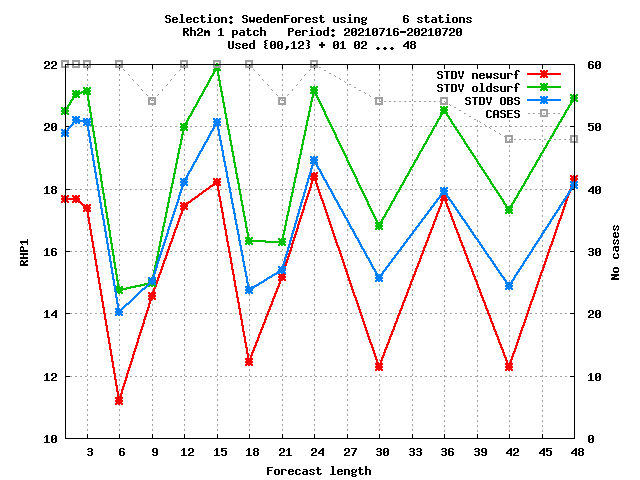 Selection: SwedenForest using     6 stations
Rh2m 1 patch   Period: 20210716-20210720
Used {00,12} + 01 02 ... 48
22 60
STDV newsurf
STDV oldsurf
STDV OBS
CASES
20 50
18 40
RHP1
No cases
16 30
14 20
12 10
10 0
3 6 9 12 15 18 21 24 27 30 33 36 39 42 45 48
Forecast length